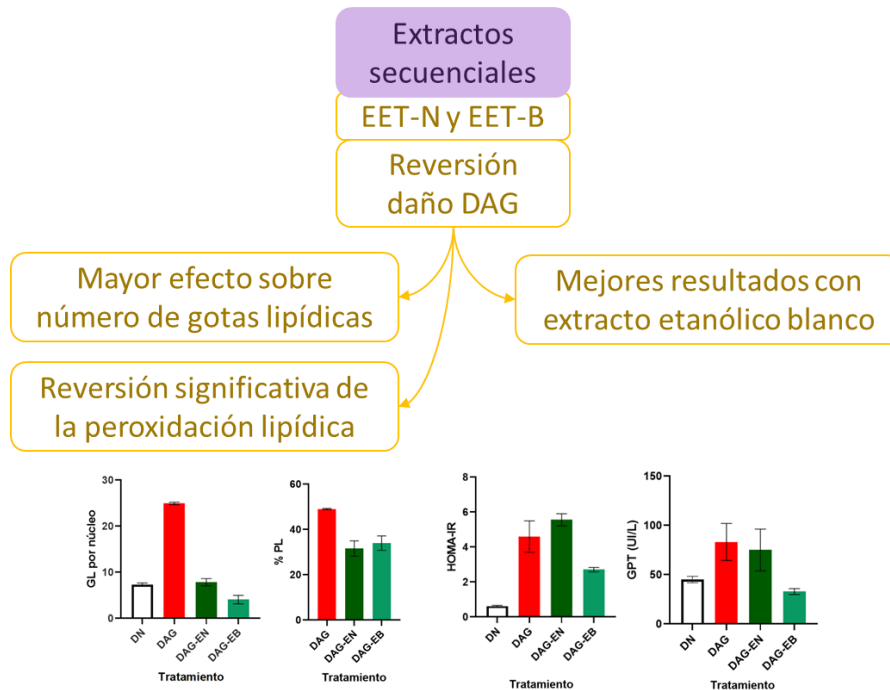 Extractos
secuenciales
EET-N y EET-B
Reversión
daño DAG
Mayor efecto sobre
número de gotas lipídicas
Mejores resultados con
extracto etanólico blanco
Reversión significativa de
la peroxidación lipídica
GL por núcleo
30
20
10
0
DN
DAG
DAG-EN
DAG-EB
Tratamiento
% PL
60
40
20
0
DAG
DAG-EN
DAG-EB
Tratamiento
HOMA-IR
8
6
4
2
0
DN
DAG
DAG-EN
DAG-EB
Tratamiento
GPT (UI/L)
150
100
50
0
DN
DAG
DAG-EN
DAG-EB
Tratamiento